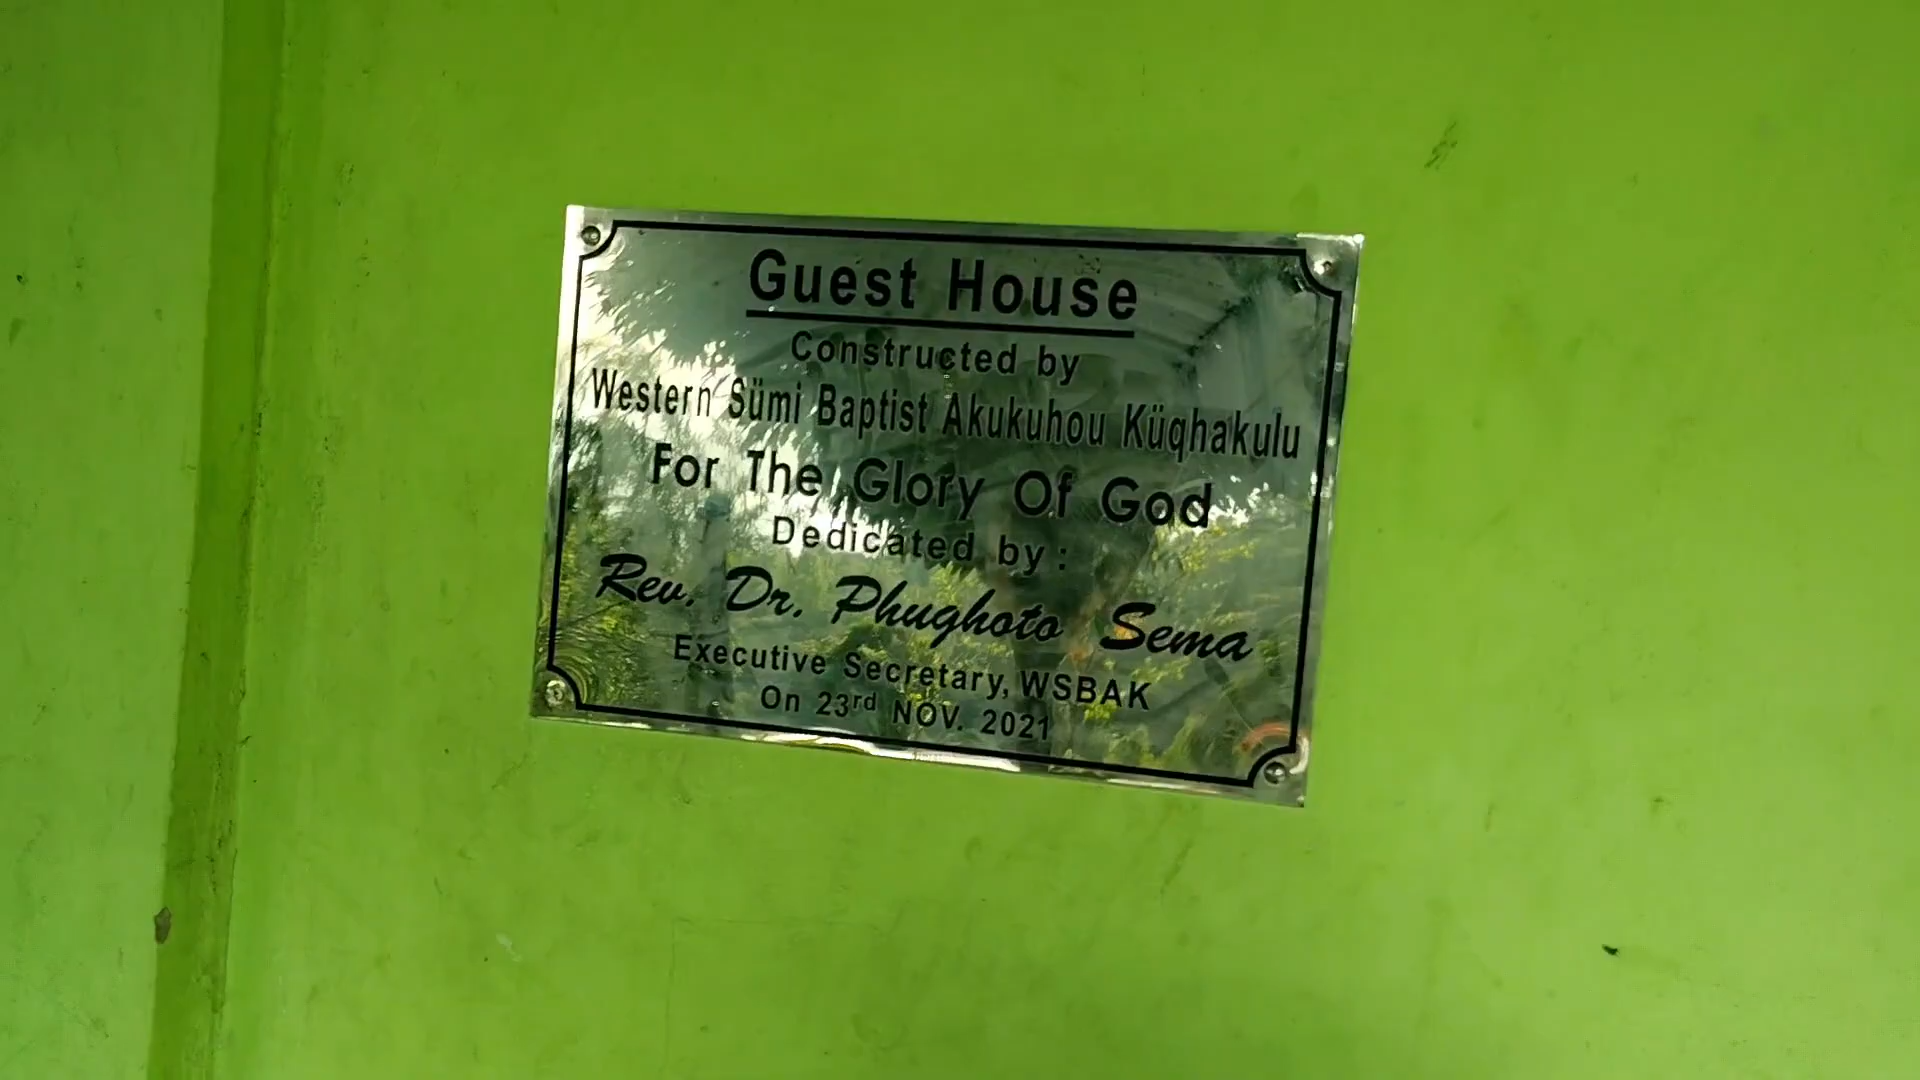 Guest House
Constructed by
Western Sümi Baptist Akukuhou Küqhakulu
For The Glory Of God
Dedicated by :
Rev. Dr. Phughoto Sema
Executive Secretary, WSBAK
On 23rd NOV. 2021